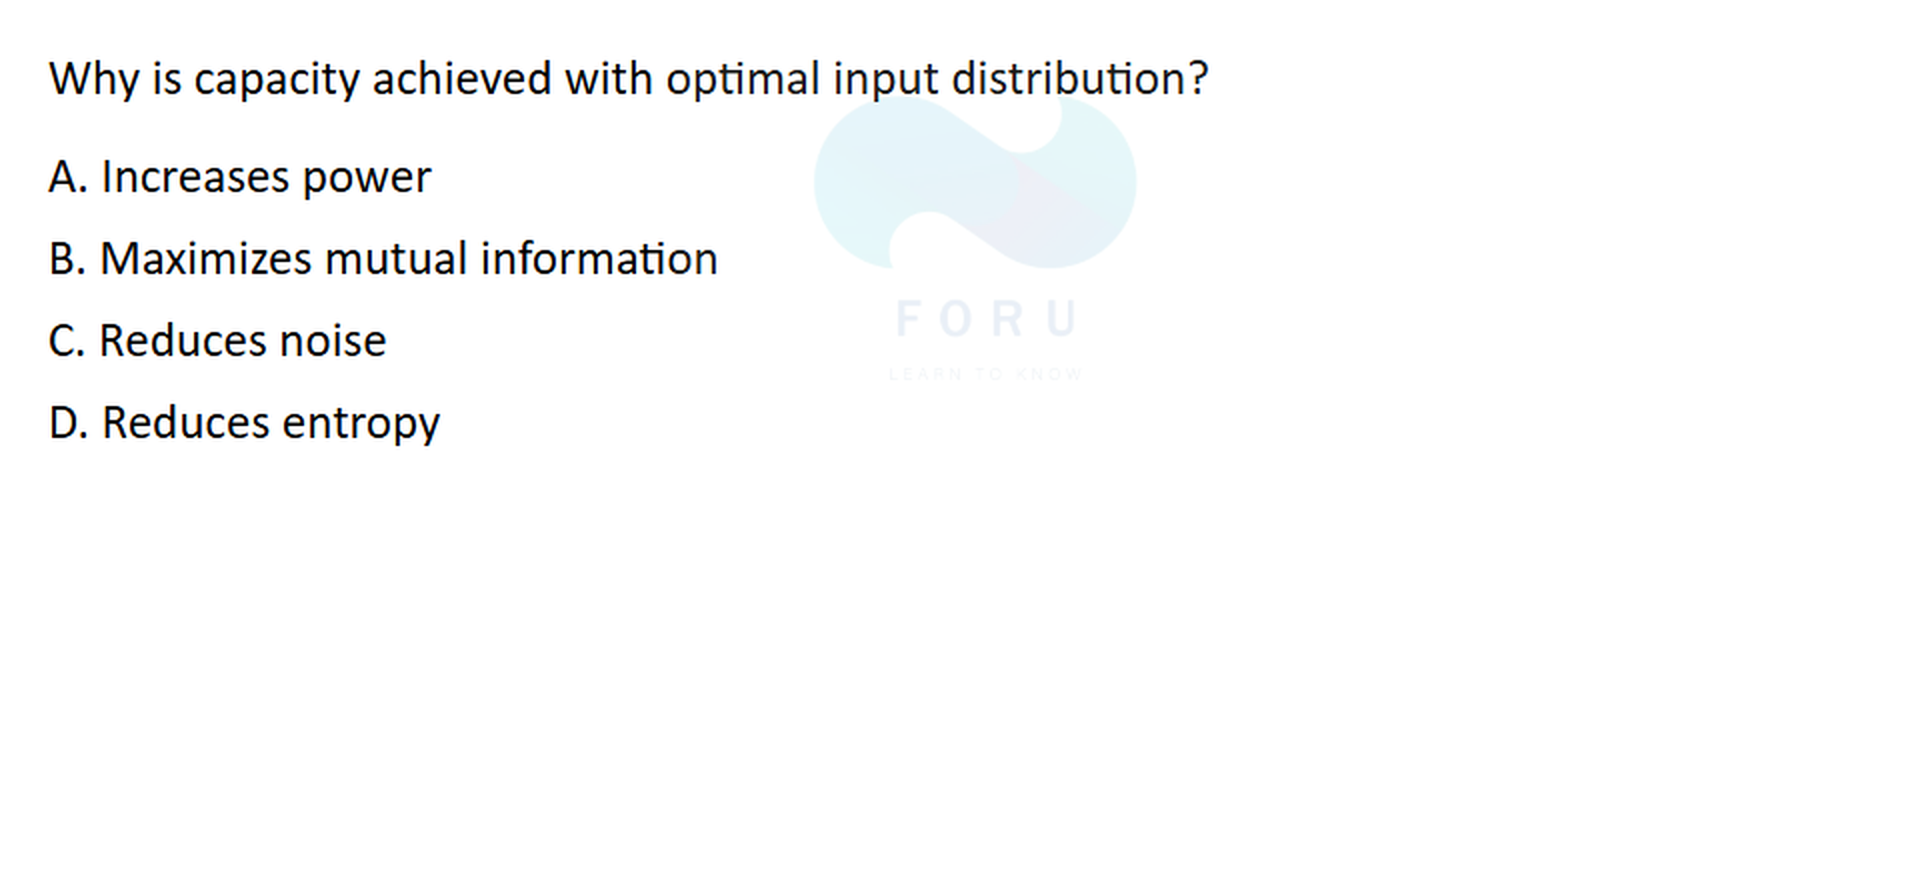 Why is capacity achieved with optimal input distribution?
A. Increases power
B. Maximizes mutual information
C. Reduces noise
D. Reduces entropy
FORU
LEARN TO KNOW